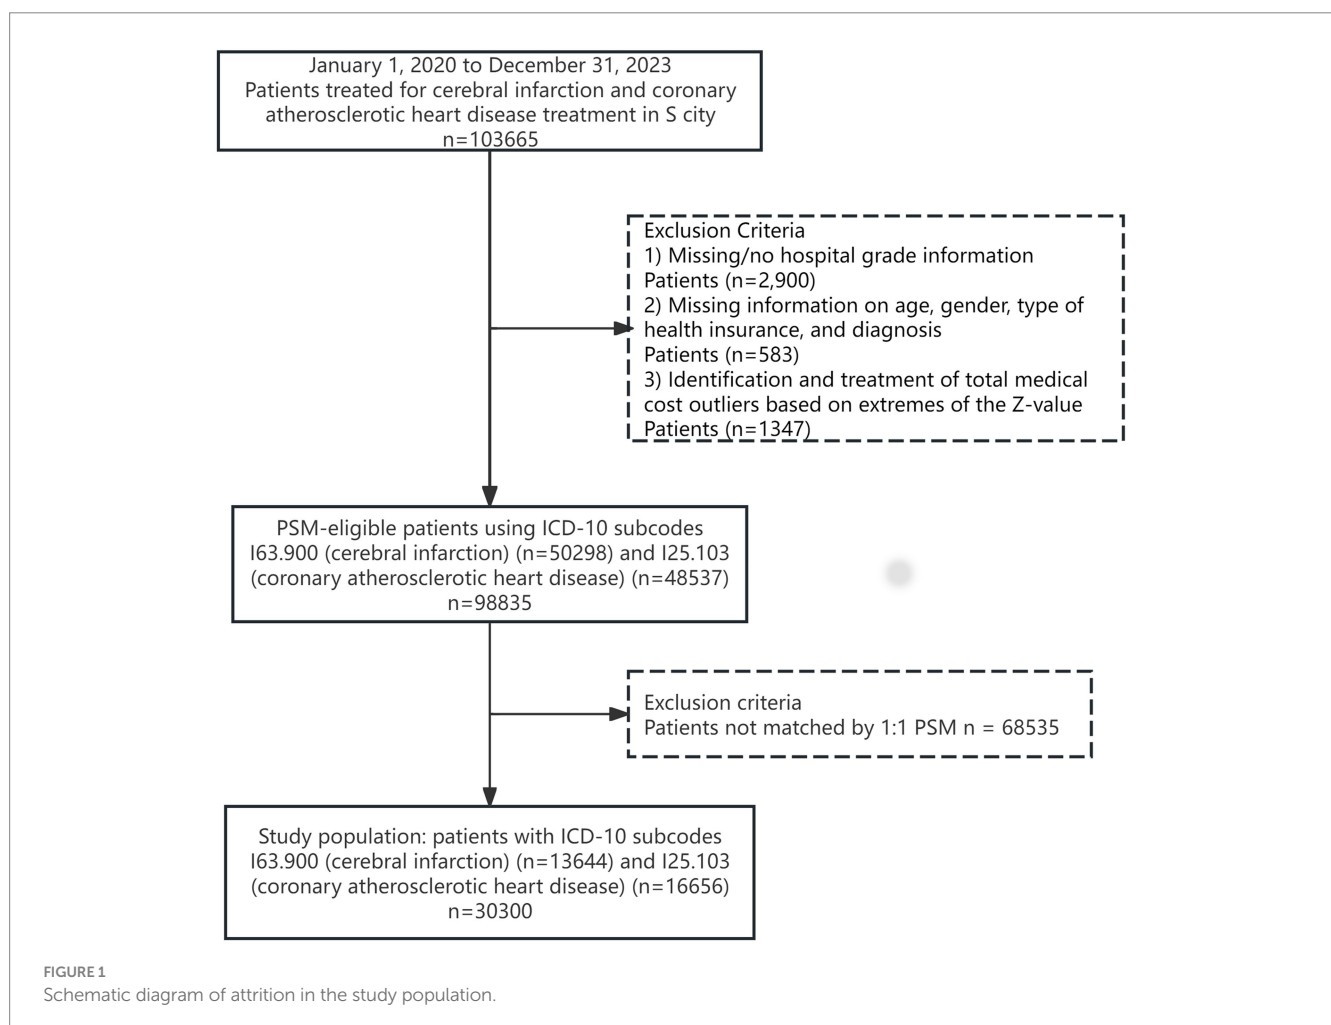 January 1, 2020 to December 31, 2023
Patients treated for cerebral infarction and coronary
atherosclerotic heart disease treatment in S city
n=103665
Exclusion Criteria
1) Missing/no hospital grade information
Patients (n=2,900)
2) Missing information on age, gender, type of
health insurance, and diagnosis
Patients (n=583)
3) Identification and treatment of total medical
cost outliers based on extremes of the Z-value
Patients (n=1347)
PSM-eligible patients using ICD-10 subcodes
I63.900 (cerebral infarction) (n=50298) and I25.103
(coronary atherosclerotic heart disease) (n=48537)
n=98835
Exclusion criteria
Patients not matched by 1:1 PSM n = 68535
Study population: patients with ICD-10 subcodes
I63.900 (cerebral infarction) (n=13644) and I25.103
(coronary atherosclerotic heart disease) (n=16656)
n=30300
FIGURE 1
Schematic diagram of attrition in the study population.